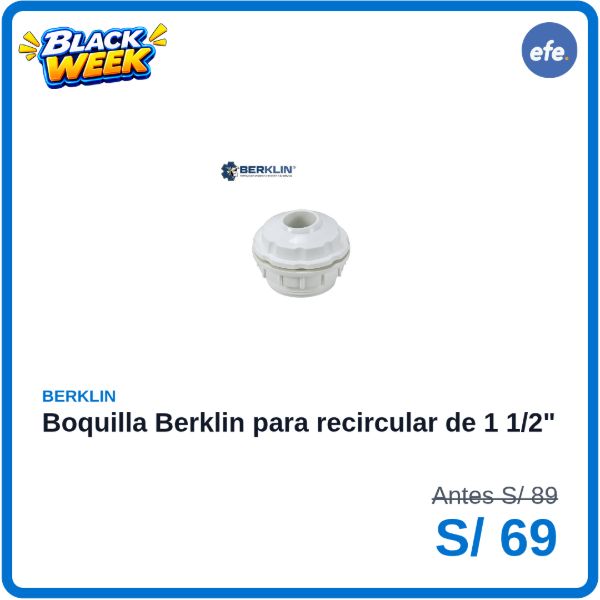 BLACK
WEEK
efe.
BERKLIN®
BERKLIN
Boquilla Berklin para recircular de 1 1/2"
Antes S/ 89
S/ 69